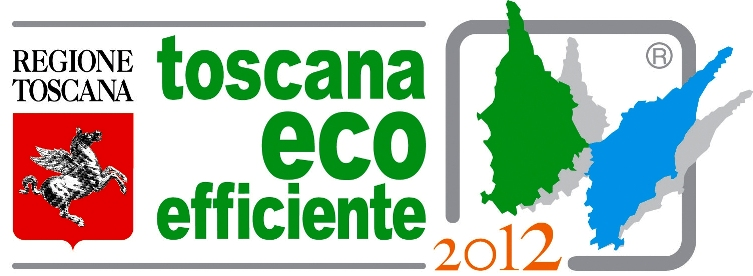 REGIONE
TOSCANA
toscana
eco
efficiente
®
2012